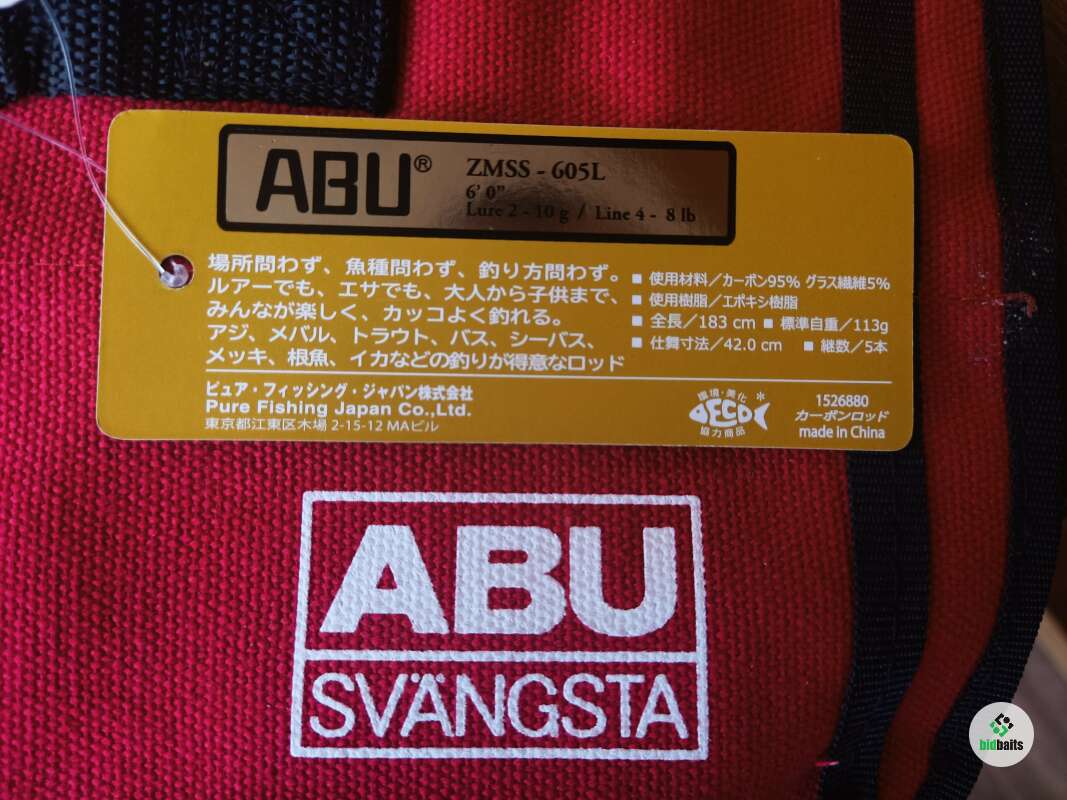 ABU®
ZMSS - 605L
6' 0"
Lure 2 - 10 g / Line 4 - 8 lb
場所問わず、魚種問わず、釣り方問わず。
ルアーでも、エサでも、大人から子供まで、
みんなが楽しく、カッコよく釣れる。
アジ、メバル、トラウト、バス、シーバス、
メッキ、根魚、イカなどの釣りが得意なロッド
■ 使用材料／カーボン95% グラス繊維5%
■ 使用樹脂／エポキシ樹脂
■ 全長／183 cm ■ 標準自重／113g
■ 仕舞寸法／42.0 cm ■ 継数／5本
ピュア・フィッシング・ジャパン株式会社
Pure Fishing Japan Co.,Ltd.
東京都江東区木場 2-15-12 MAビル
環境・美化
ECO
協力商品
1526880
カーボンロッド
made in China
ABU
SVÄNGSTA
bidbaits